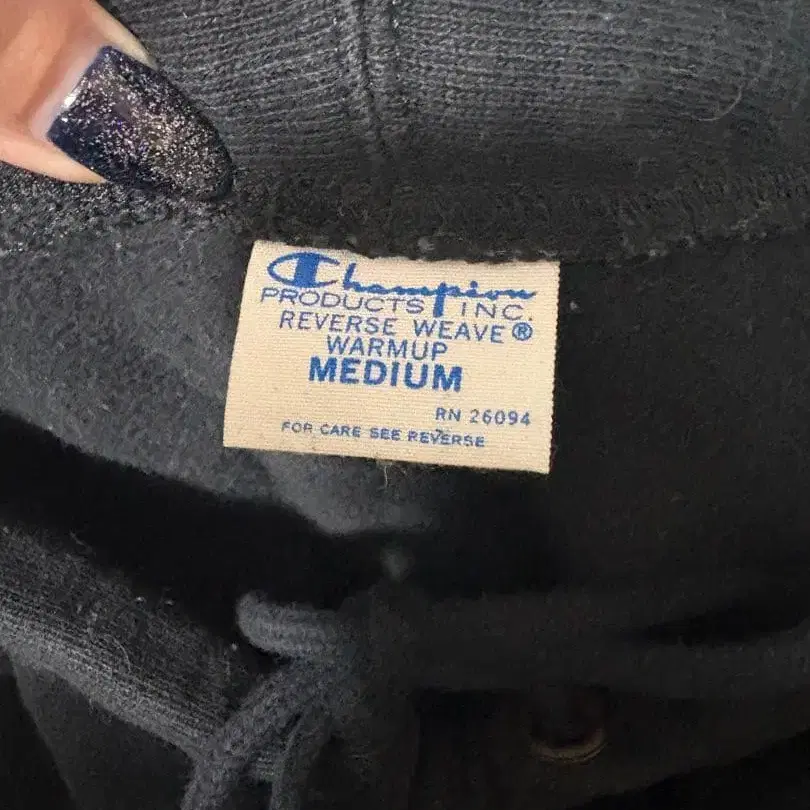 Champion
PRODUCTS INC.
REVERSE WEAVE®
WARMUP
MEDIUM
RN 26094
FOR CARE SEE REVERSE